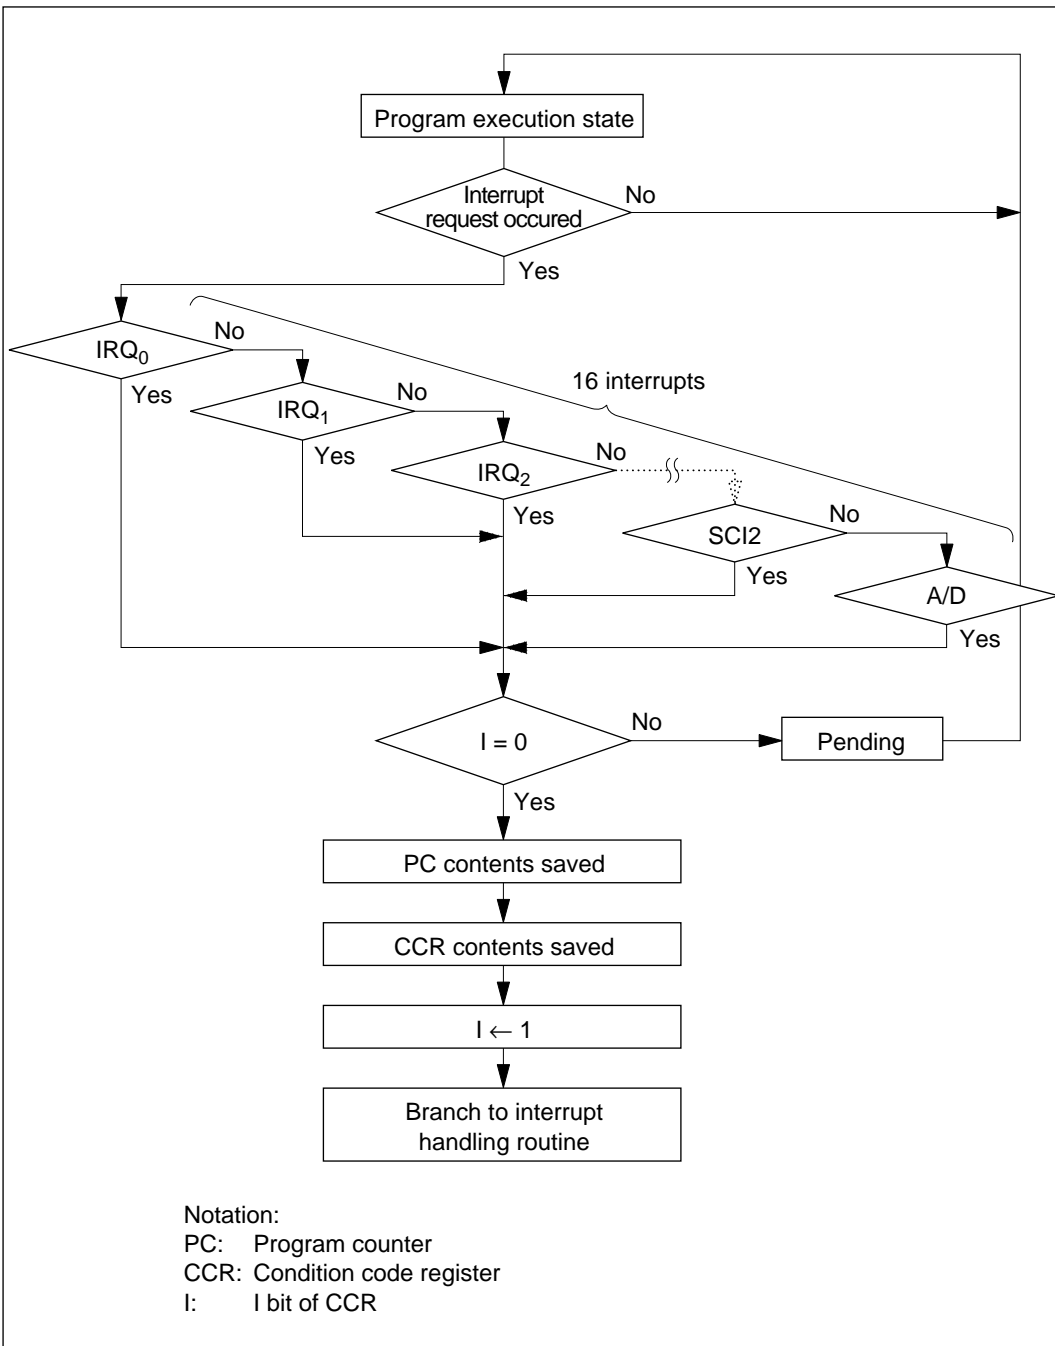 Program execution state
Interrupt
request occured
No
Yes
IRQ0
No
Yes
16 interrupts
IRQ1
No
Yes
IRQ2
No
Yes
SCI2
No
Yes
A/D
Yes
I = 0
No
Pending
Yes
PC contents saved
CCR contents saved
I ← 1
Branch to interrupt
handling routine
Notation:
PC: Program counter
CCR: Condition code register
I: I bit of CCR